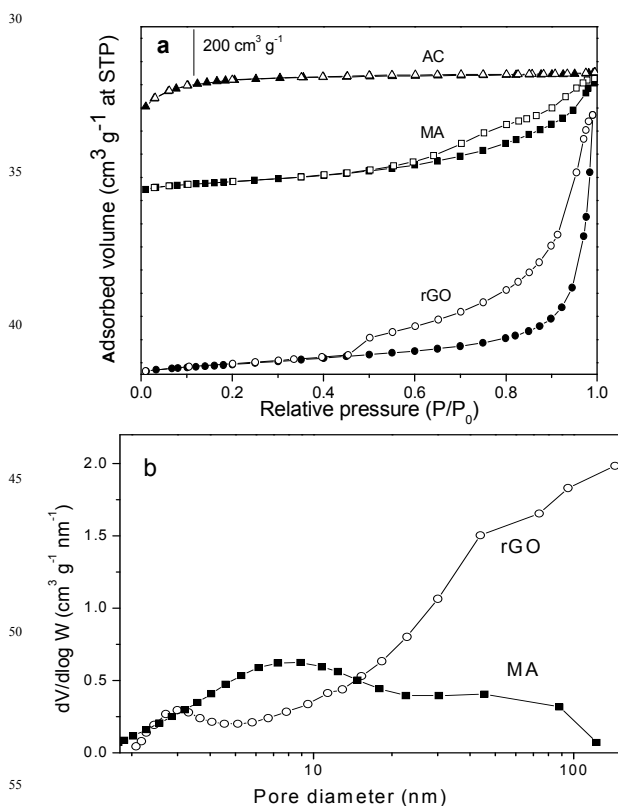 30
35
40
45
50
55
a
200 cm³ g⁻¹
AC
MA
rGO
Adsorbed volume (cm³ g⁻¹ at STP)
0.0 0.2 0.4 0.6 0.8 1.0
Relative pressure (P/P₀)
b
2.0
1.5
1.0
0.5
0.0
rGO
MA
dV/dlog W (cm³ g⁻¹ nm⁻¹)
10 100
Pore diameter (nm)